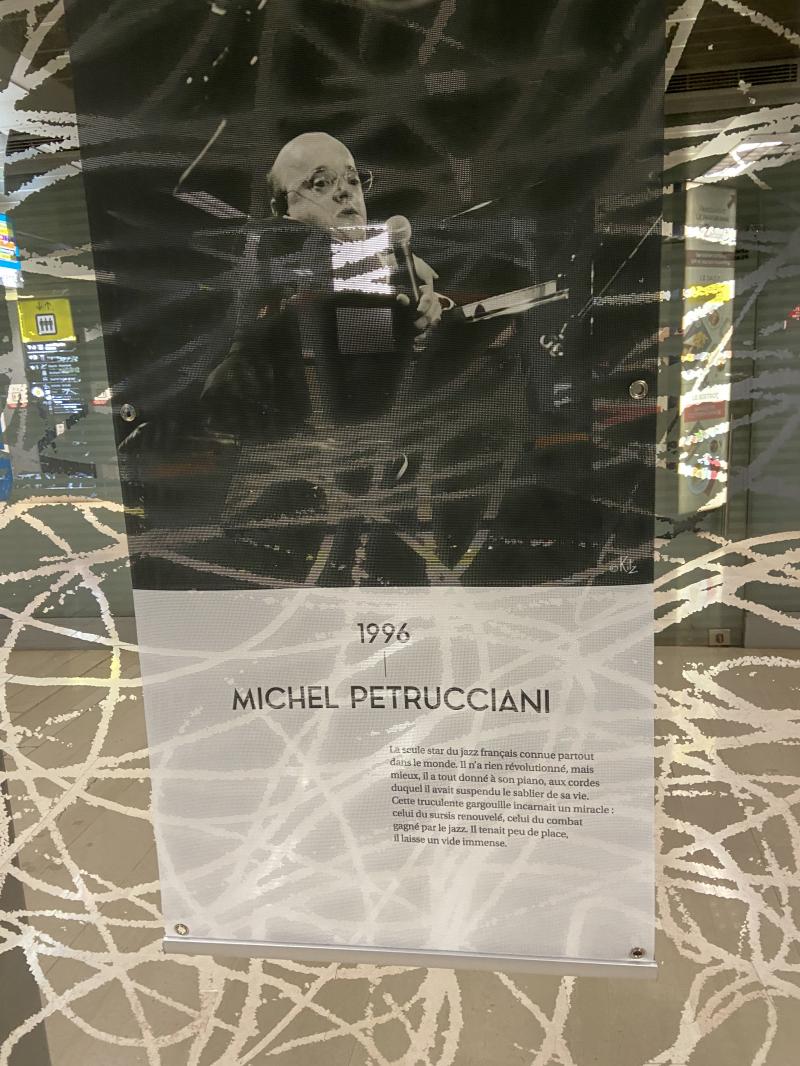 ©Kilz
1996
MICHEL PETRUCCIANI
La seule star du jazz français connue partout
dans le monde. Il n'a rien révolutionné, mais
mieux, il a tout donné à son piano, aux cordes
duquel il avait suspendu le sablier de sa vie.
Cette truculente gargouille incarnait un miracle :
celui du sursis renouvelé, celui du combat
gagné par le jazz. Il tenait peu de place,
il laisse un vide immense.